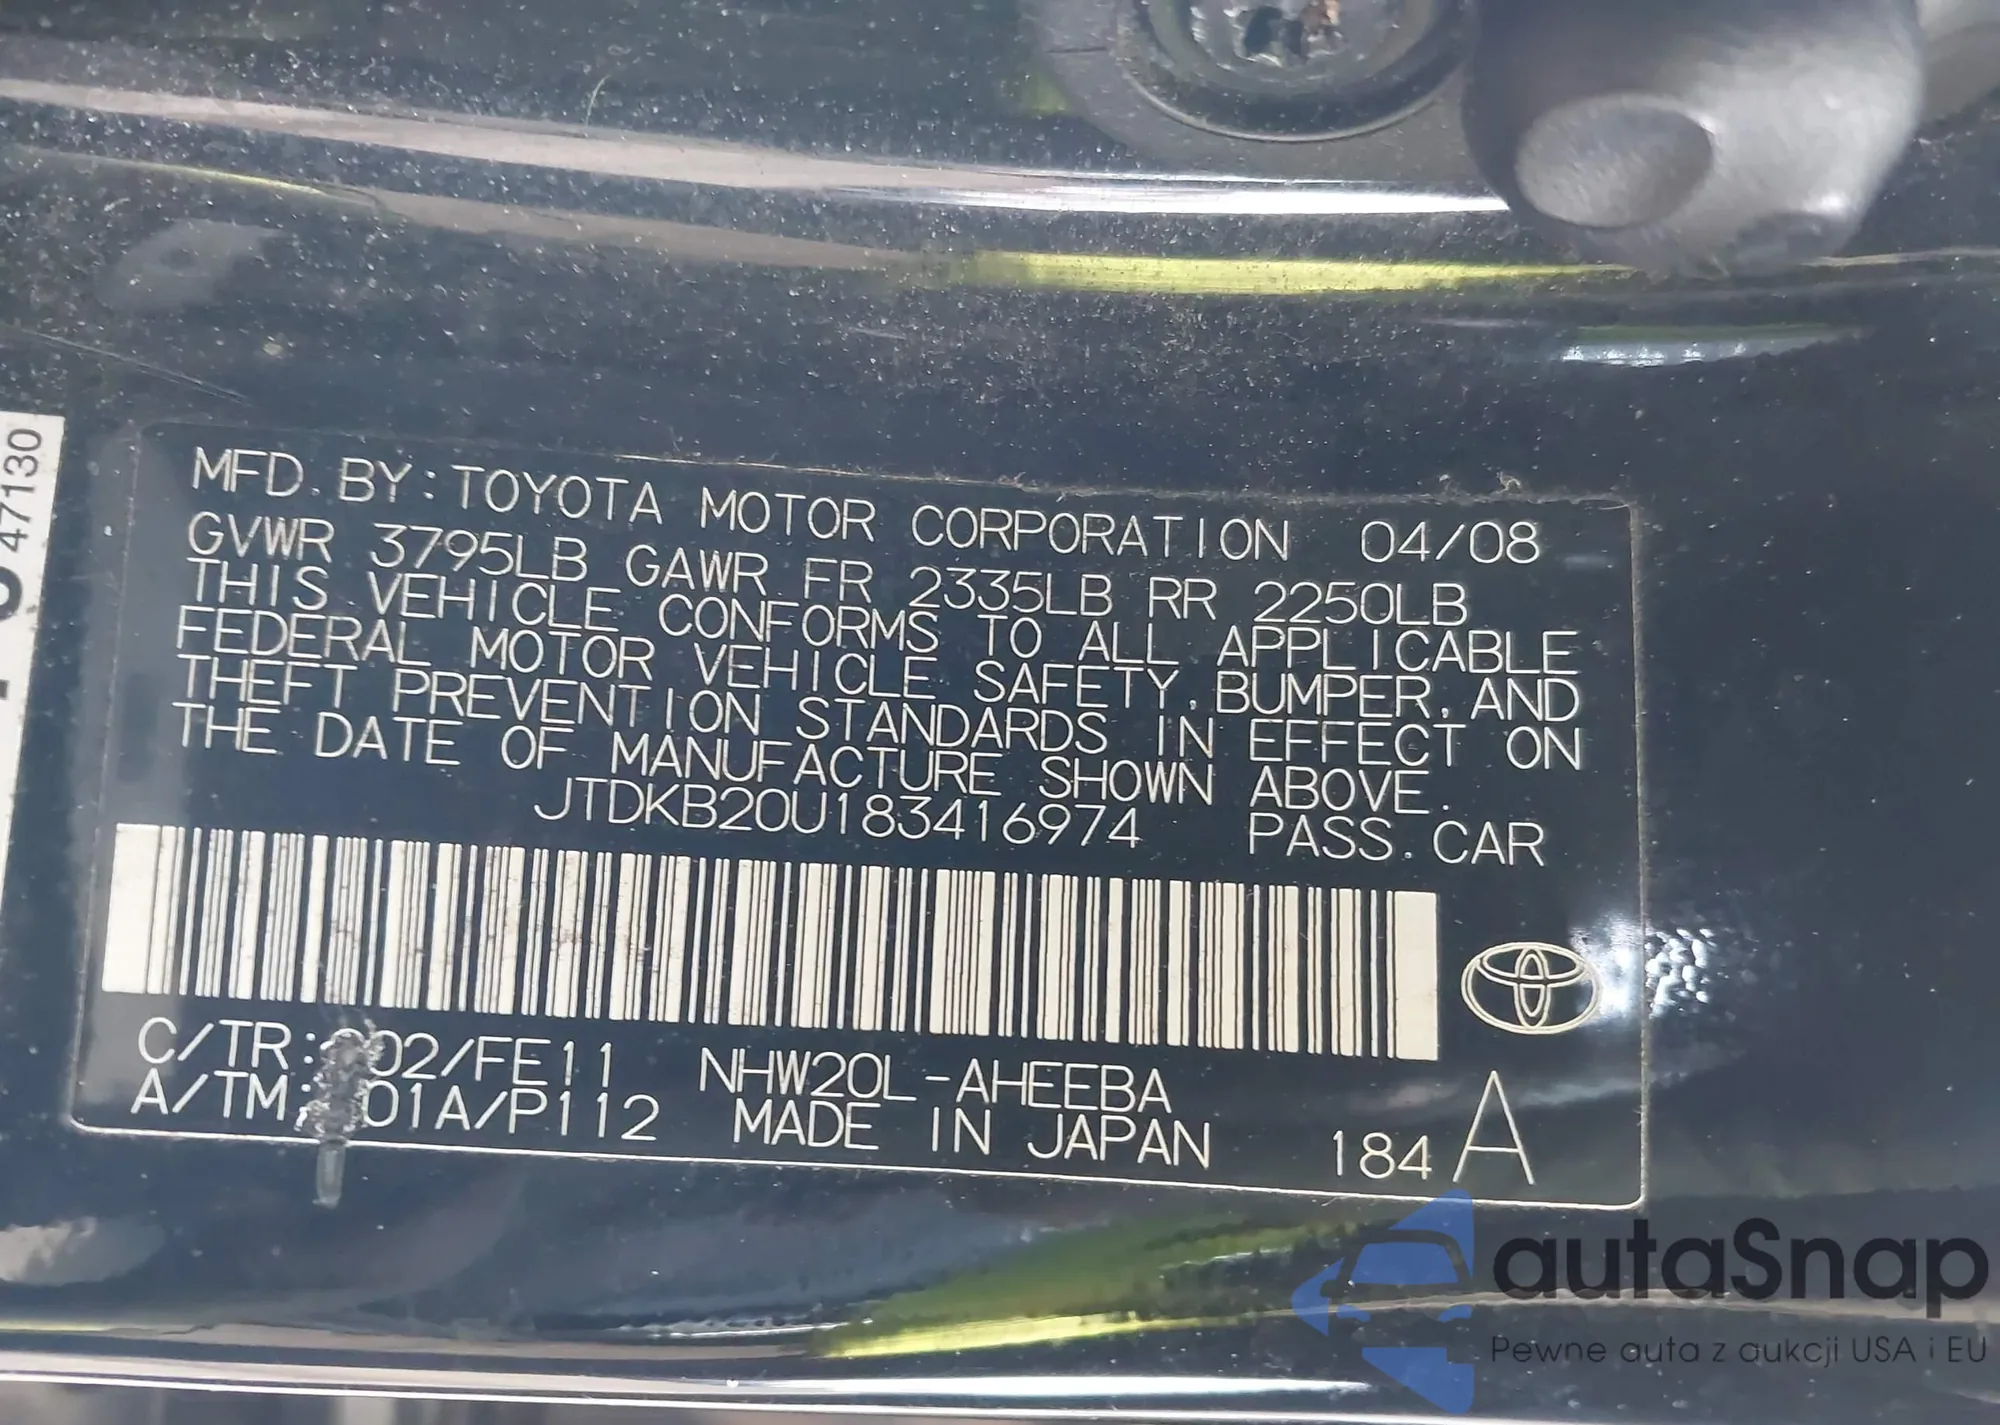 47130
MFD. BY: TOYOTA MOTOR CORPORATION 04/08
GVWR 3795LB GAWR FR 2335LB RR 2250LB
THIS VEHICLE CONFORMS TO ALL APPLICABLE
FEDERAL MOTOR VEHICLE SAFETY, BUMPER, AND
THEFT PREVENTION STANDARDS IN EFFECT ON
THE DATE OF MANUFACTURE SHOWN ABOVE.
JTDKB20U183416974 PASS. CAR
C/TR: /FE11 NHW20L-AHEEBA
A/TM: /P112 MADE IN JAPAN 184 A
autaSnap
Pewne auta z aukcji USA i EU